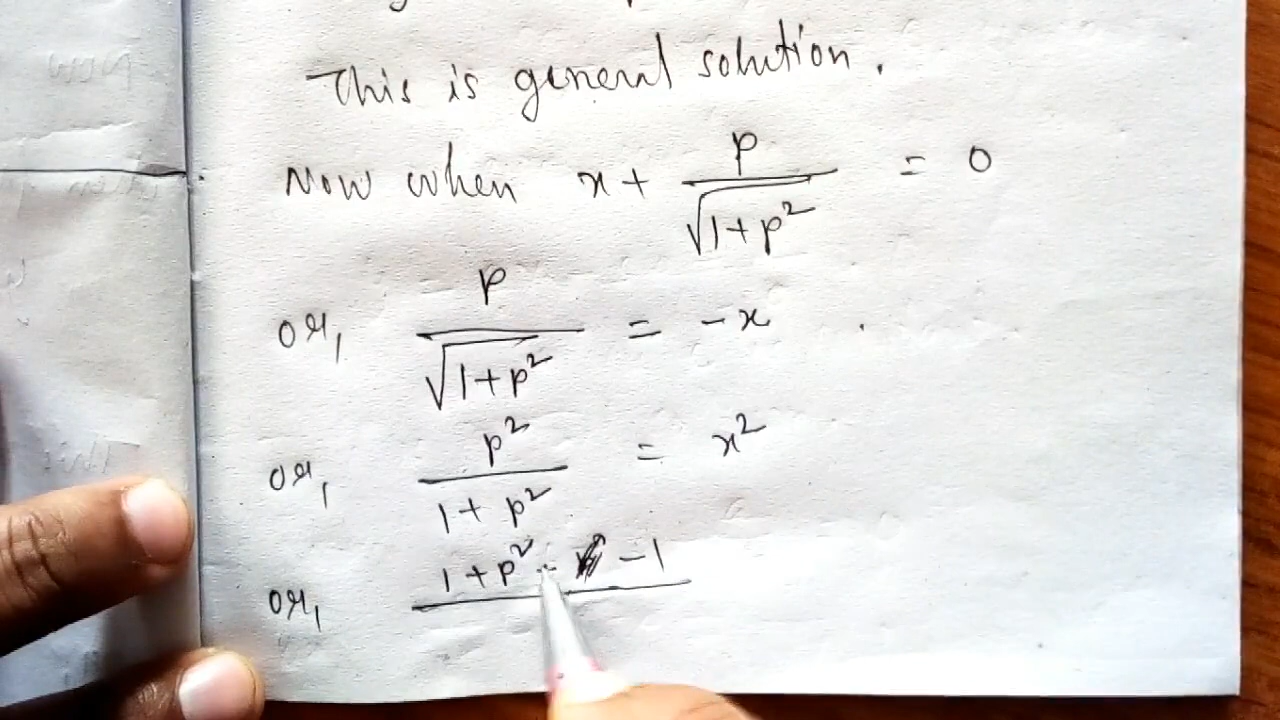 This is general solution.
Now when x + p/√(1+p²) = 0
or, p/√(1+p²) = -x
or, p²/(1+p²) = x²
or, 1+p² - -1